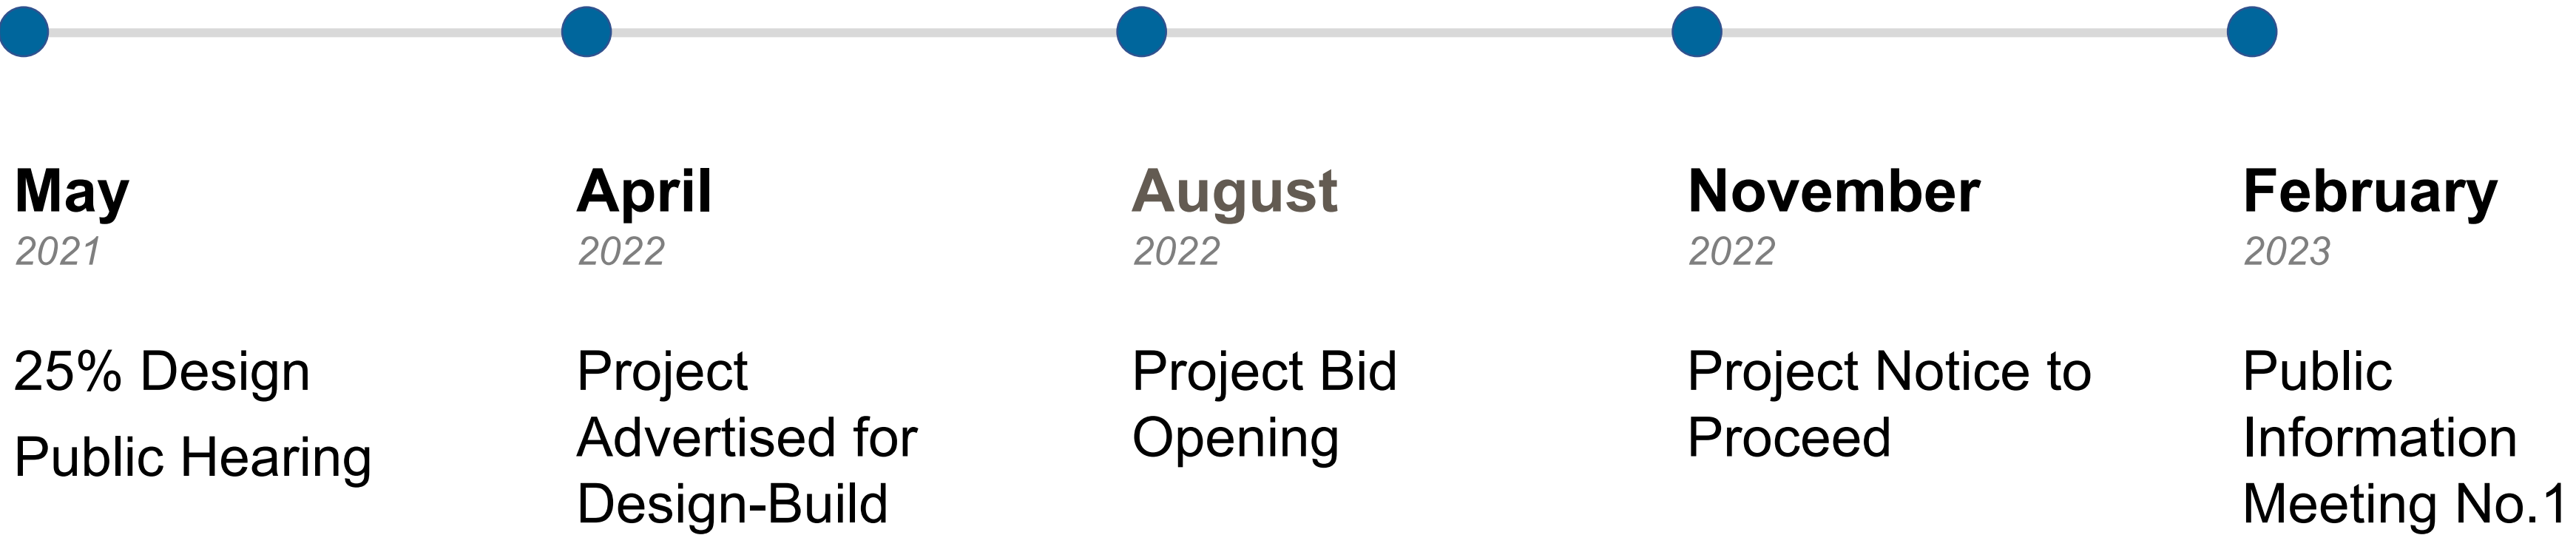 May
2021
25% Design
Public Hearing
April
2022
Project
Advertised for
Design-Build
August
2022
Project Bid
Opening
November
2022
Project Notice to
Proceed
February
2023
Public
Information
Meeting No.1